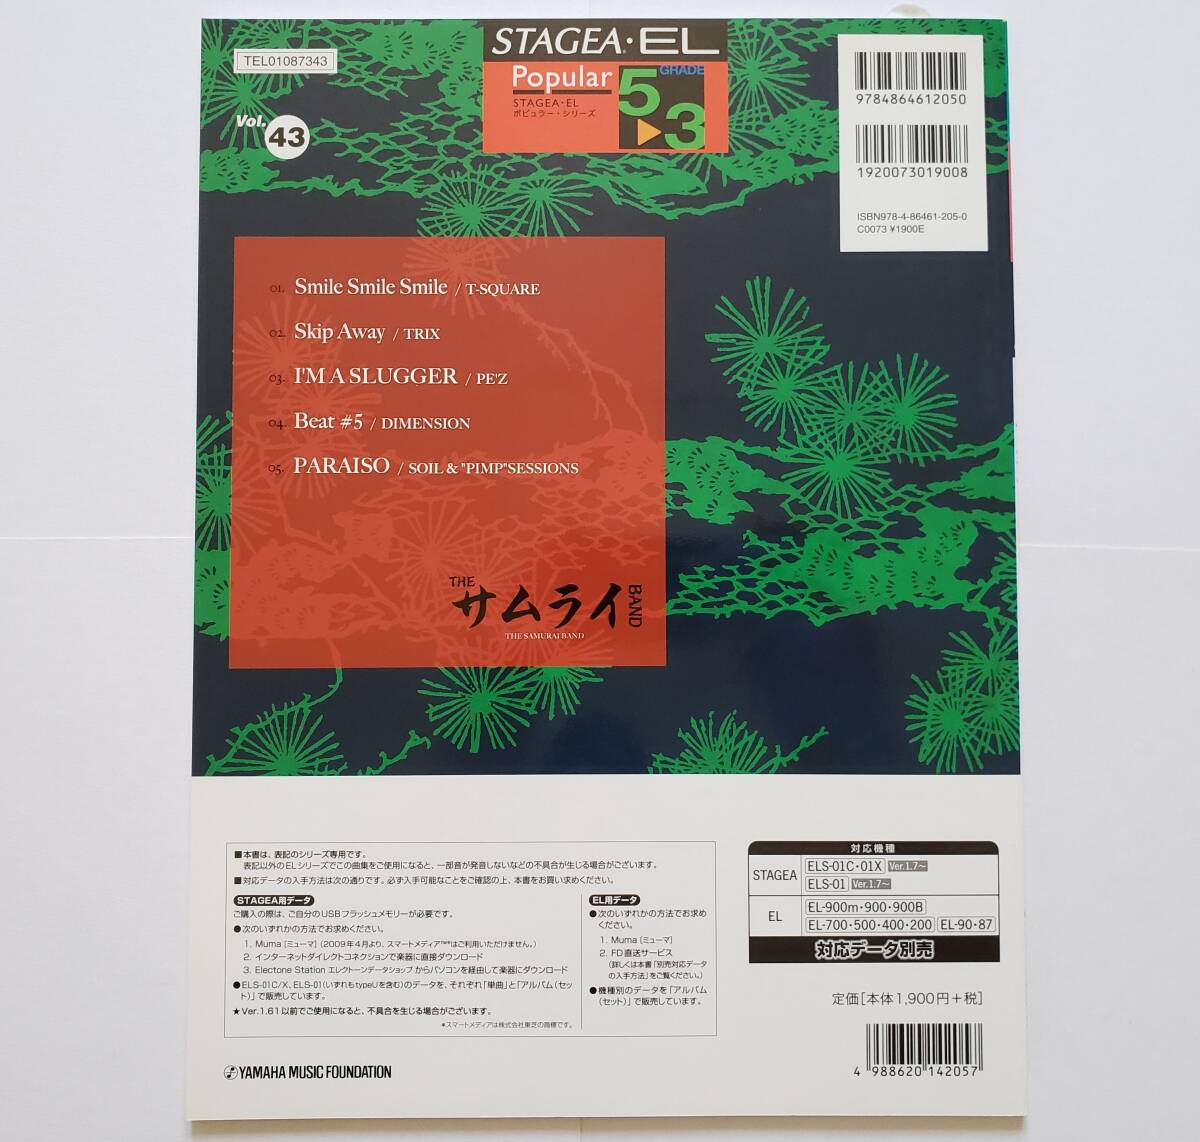 TEL01087343
Vol. 43
STAGEA・EL
Popular
STAGEA・EL
ポピュラー・シリーズ
GRADE
5▶3
9784864612050
1920073019008
ISBN978-4-86461-205-0
C0073 ¥1900E
01. Smile Smile Smile / T-SQUARE
02. Skip Away / TRIX
03. I'M A SLUGGER / PE'Z
04. Beat #5 / DIMENSION
05. PARAISO / SOIL & "PIMP"SESSIONS
THE サムライ BAND
THE SAMURAI BAND
■本書は、表記のシリーズ専用です。
表記以外のELシリーズでこの曲集をご使用になると、一部音が発音しないなどの不具合が生じる場合がございます。
■対応データの入手方法は次の通りです。必ず入手可能なことをご確認の上、本書をお買い求めください。
STAGEA用データ
ご購入の際は、ご自分のUSBフラッシュメモリーが必要です。
●次のいずれかの方法でお求めください。
1. Muma [ミューマ] (2009年4月より、スマートメディア™*はご利用いただけません。)
2. インターネットダイレクトコネクションで楽器に直接ダウンロード
3. Electone Station エレクトーンデータショップ からパソコンを経由して楽器にダウンロード
●ELS-01C/X、ELS-01(いずれもtypeUを含む)のデータを、それぞれ「単曲」と「アルバム(セッ
ト)」で販売しています。
★Ver.1.61以前でご使用になると、不具合を生じる場合がございます。
*スマートメディアは株式会社東芝の商標です。
EL用データ
●次のいずれかの方法でお求め
ください。
1. Muma [ミューマ]
2. FD直送サービス
(詳しくは本書「別売対応データ
の入手方法」をご覧ください。)
●機種別のデータを「アルバム
(セット)」で販売しています。
対応機種
STAGEA
ELS-01C・01X Ver.1.7〜
ELS-01 Ver.1.7〜
EL
EL-900m・900・900B
EL-700・500・400・200 EL-90・87
対応データ別売
定価[本体1,900円+税]
4 988620 142057
YAMAHA MUSIC FOUNDATION